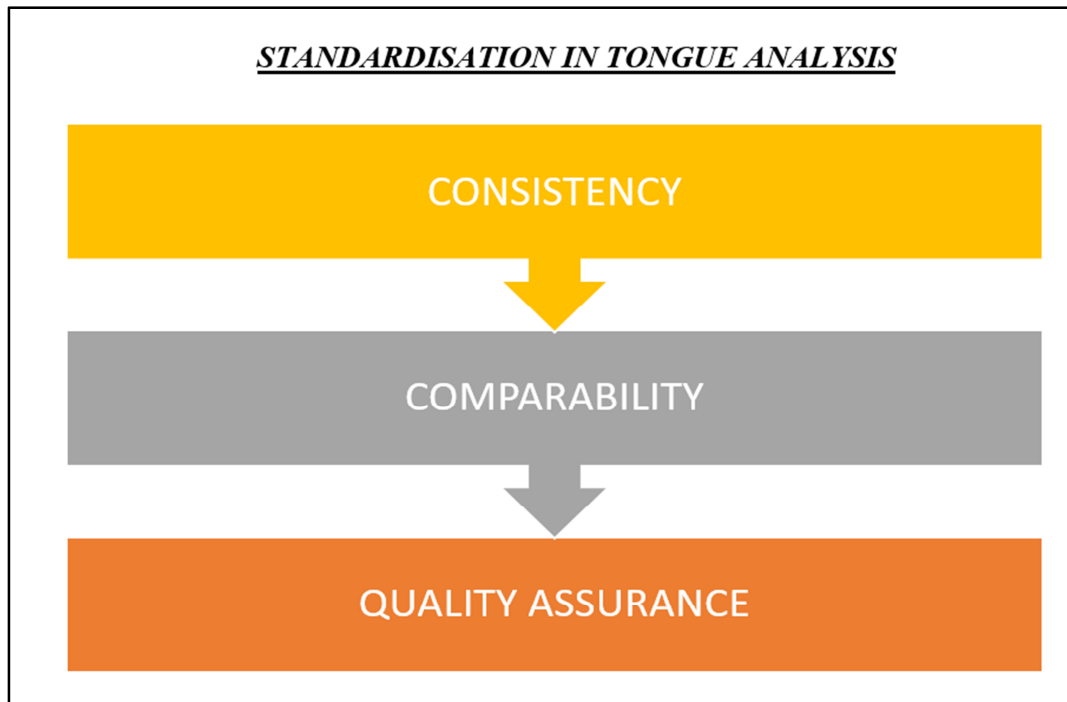 STANDARDISATION IN TONGUE ANALYSIS
CONSISTENCY
COMPARABILITY
QUALITY ASSURANCE